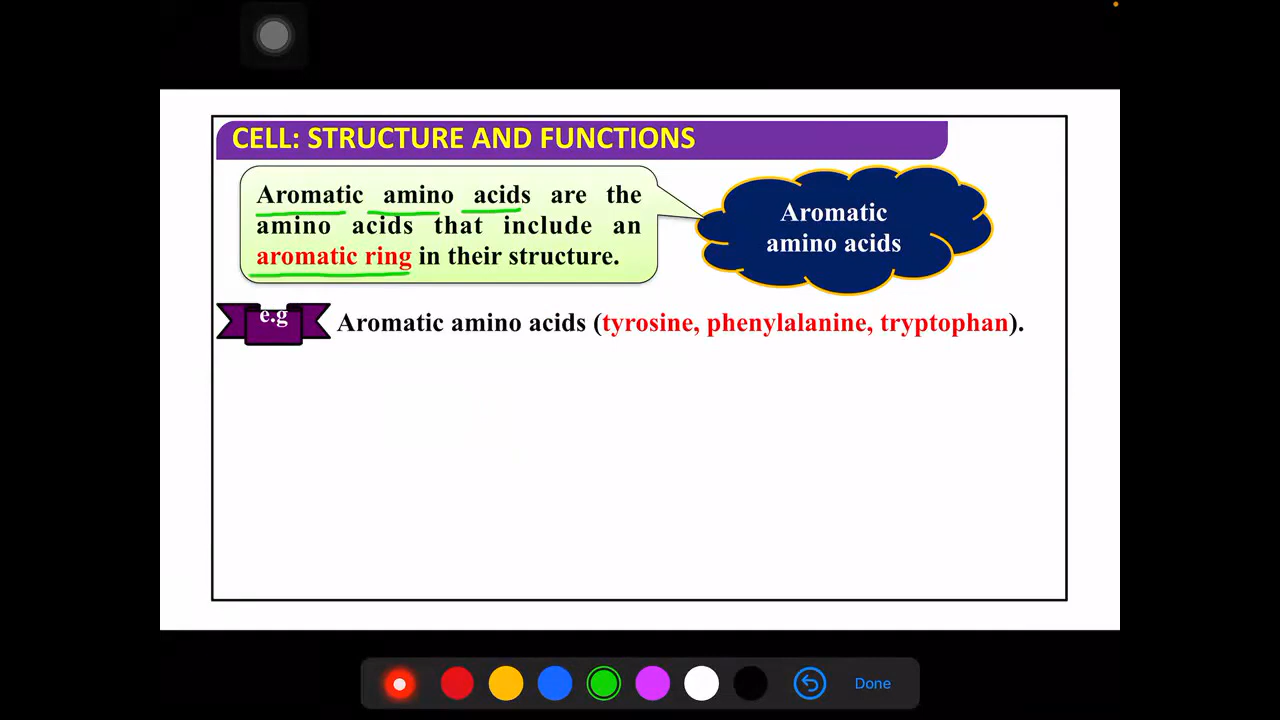 CELL: STRUCTURE AND FUNCTIONS
Aromatic amino acids are the
amino acids that include an
aromatic ring in their structure.
Aromatic
amino acids
e.g
Aromatic amino acids (tyrosine, phenylalanine, tryptophan).
Done